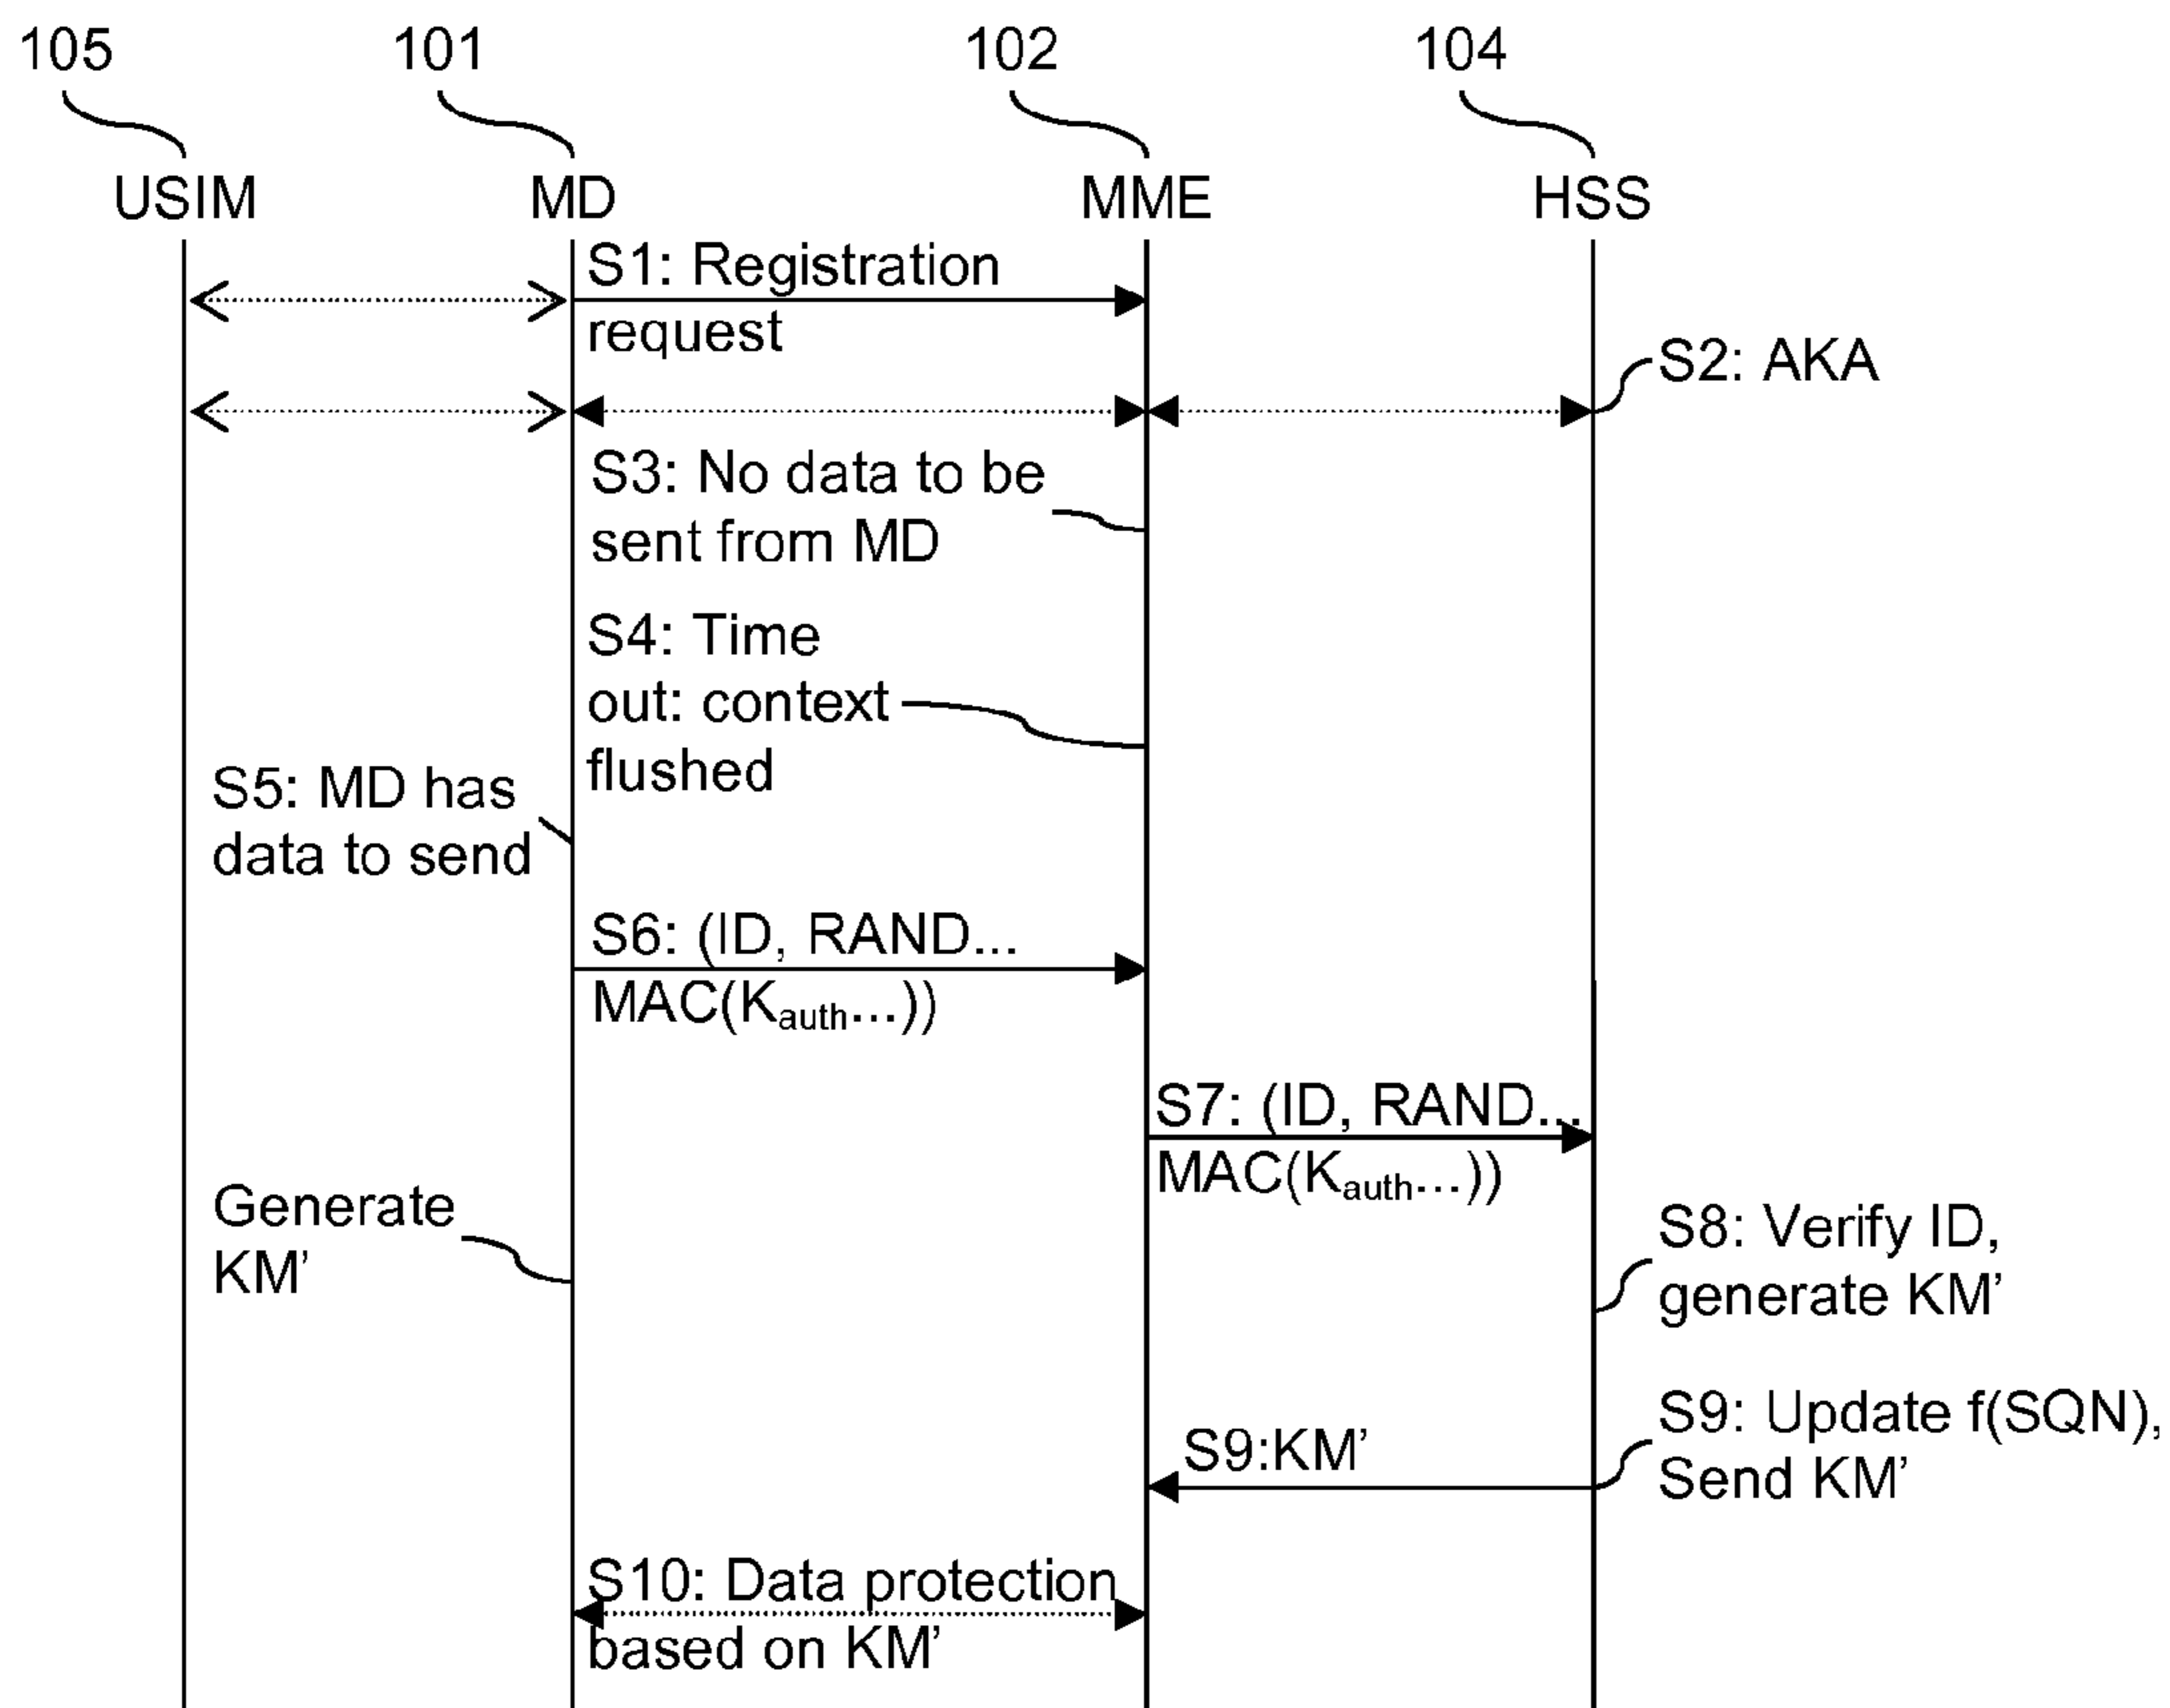 105
101
102
104
USIM
MD
MME
HSS
S1: Registration
request
S2: AKA
S3: No data to be
sent from MD
S4: Time
out: context
flushed
S5: MD has
data to send
S6: (ID, RAND...
MAC(Kauth...))
S7: (ID, RAND...
MAC(Kauth...))
Generate
KM’
S8: Verify ID,
generate KM’
S9: Update f(SQN),
Send KM’
S9:KM’
S10: Data protection
based on KM’